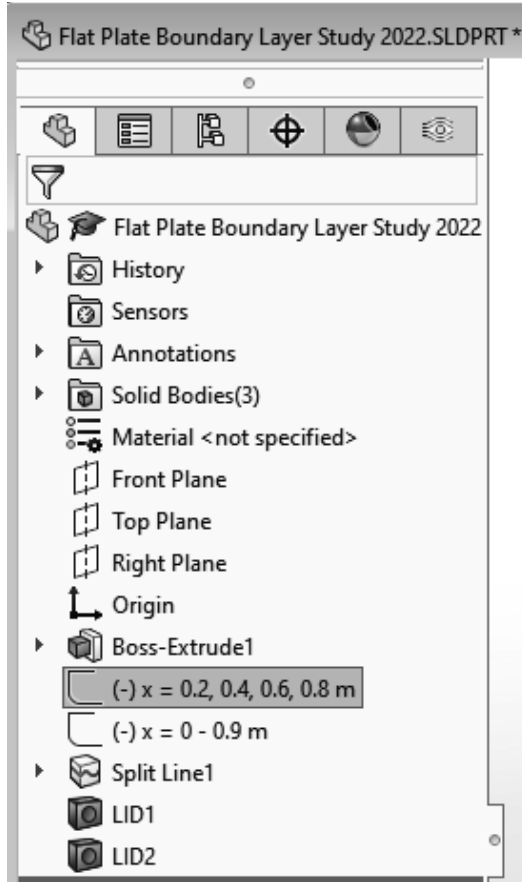 Flat Plate Boundary Layer Study 2022.SLDPRT *
Flat Plate Boundary Layer Study 2022
History
Sensors
A Annotations
Solid Bodies(3)
Material <not specified>
Front Plane
Top Plane
Right Plane
Origin
Boss-Extrude1
(-) x = 0.2, 0.4, 0.6, 0.8 m
(-) x = 0 - 0.9 m
Split Line1
LID1
LID2